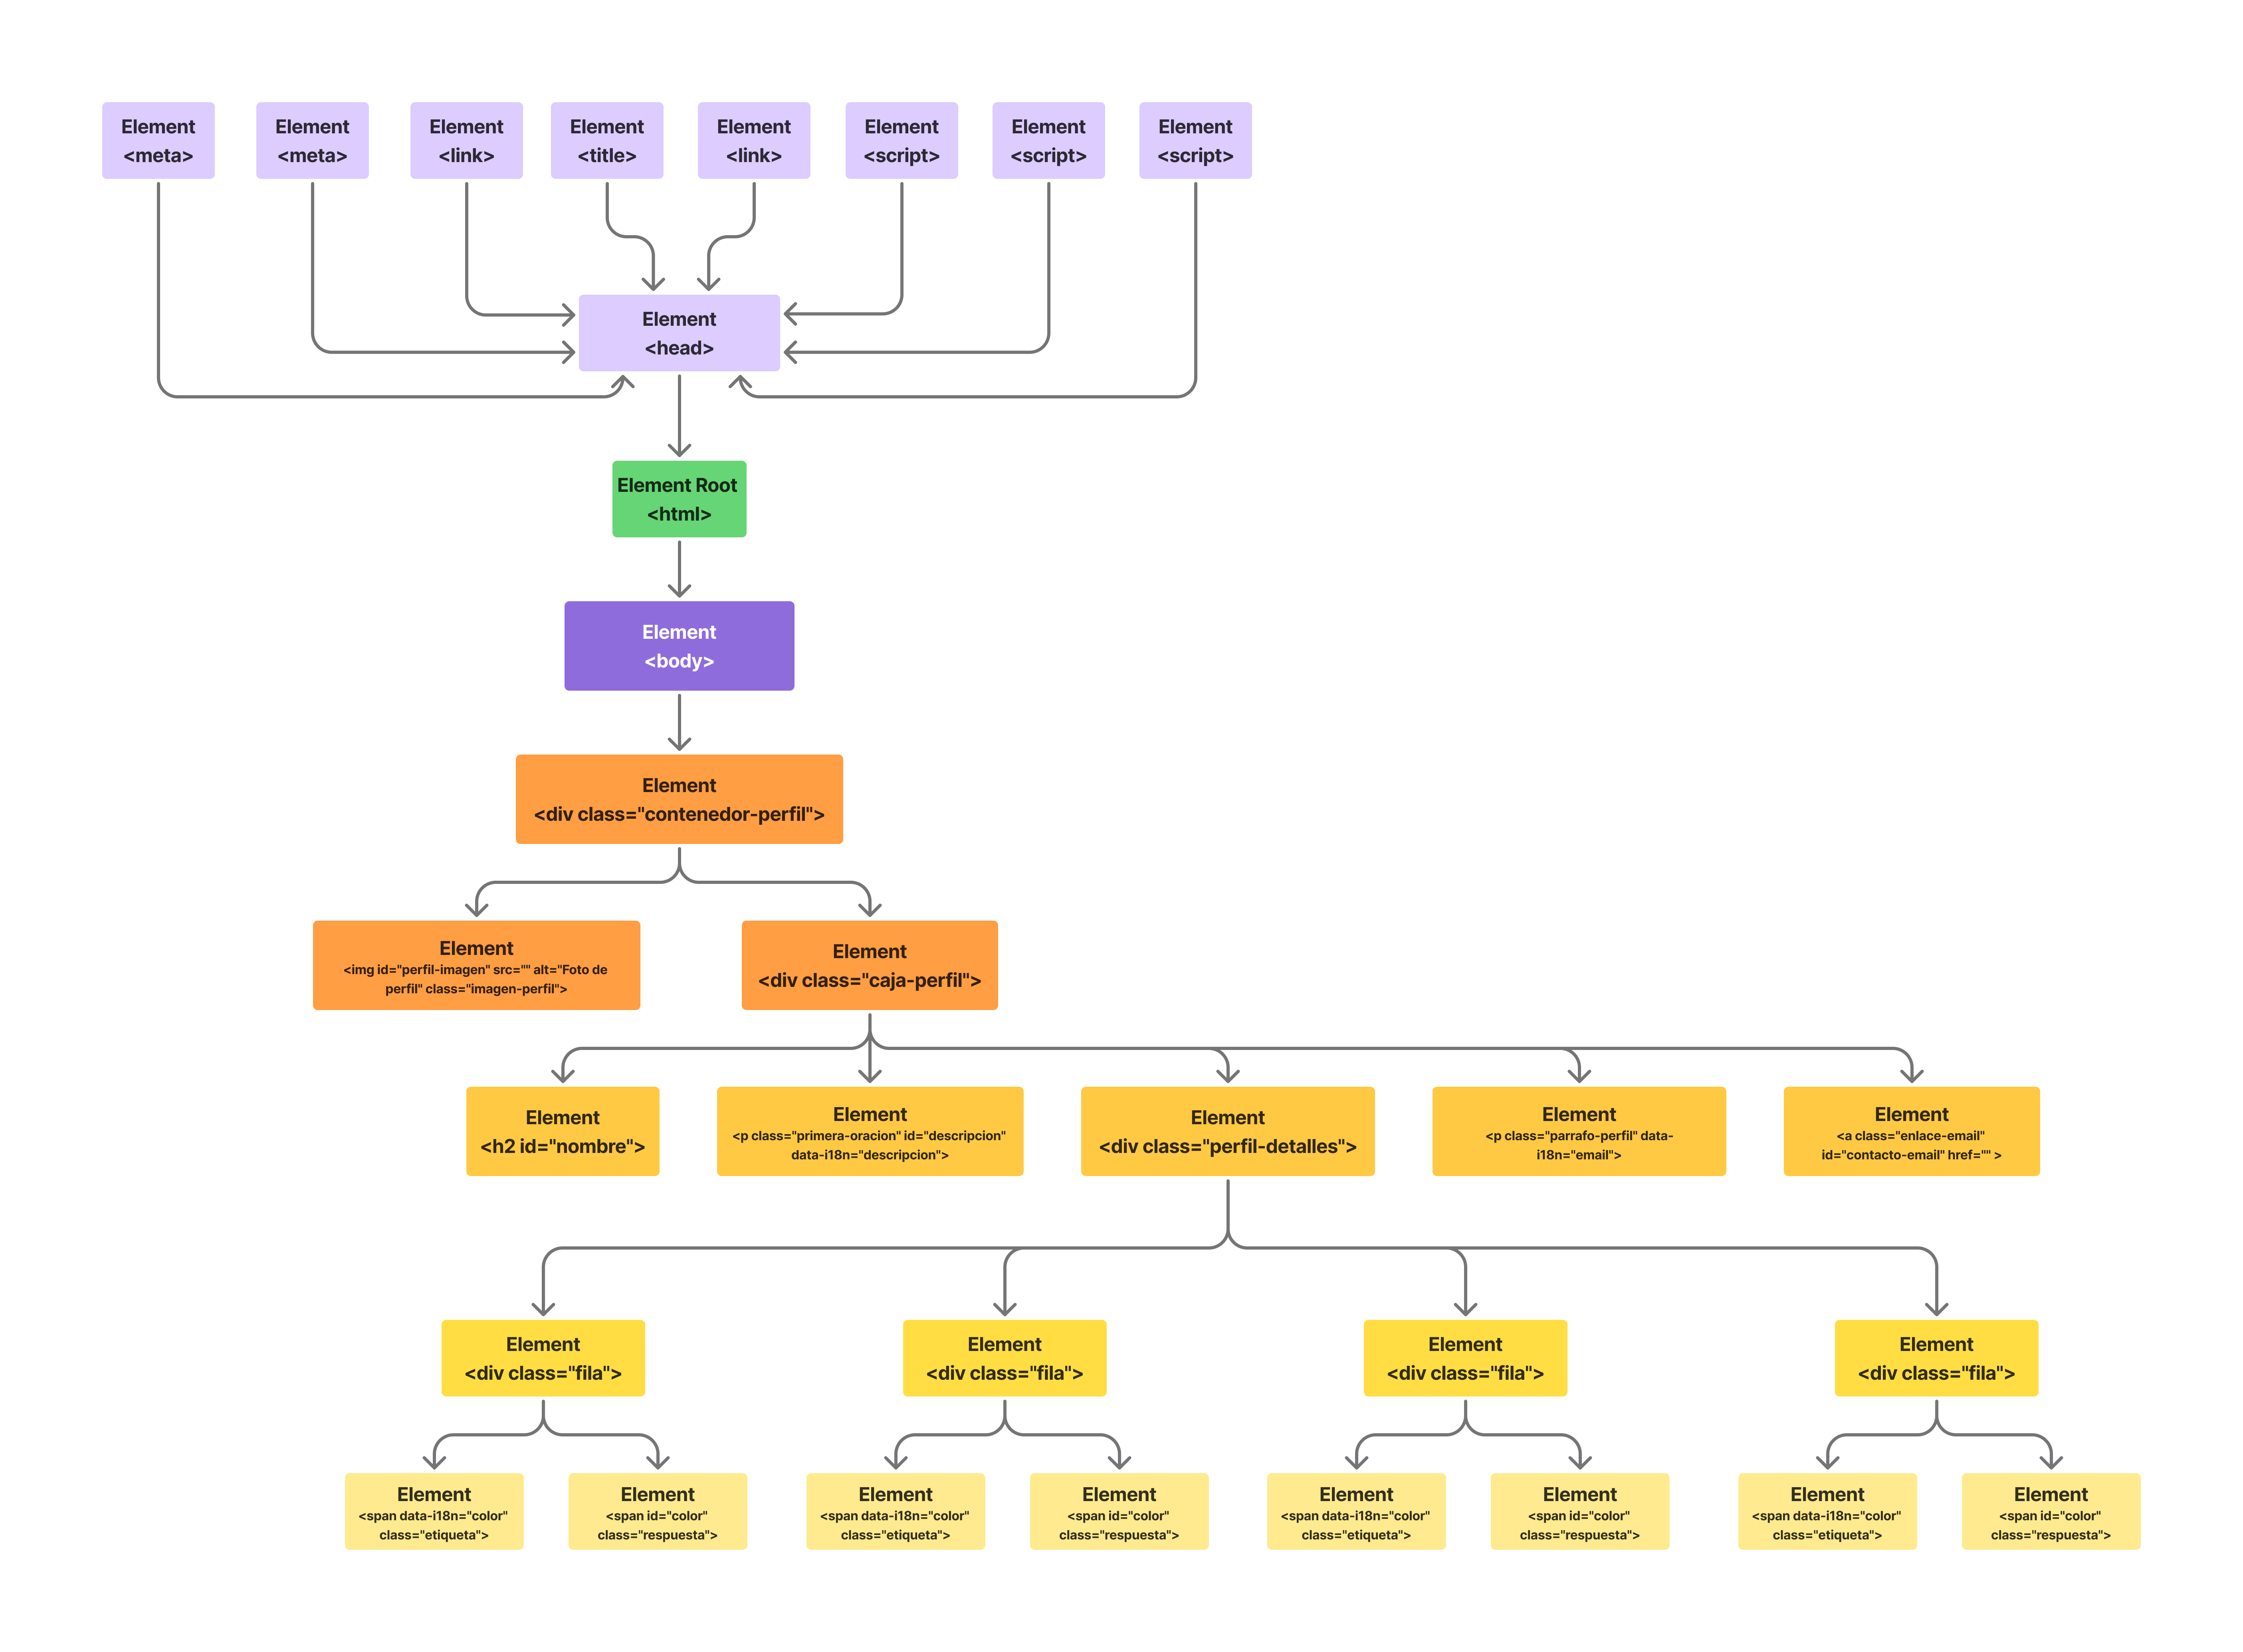 Element
<meta>
Element
<meta>
Element
<link>
Element
<title>
Element
<link>
Element
<script>
Element
<script>
Element
<script>
Element
<head>
Element Root
<html>
Element
<body>
Element
<div class="contenedor-perfil">
Element
<img id="perfil-imagen" src="" alt="Foto de
perfil" class="imagen-perfil">
Element
<div class="caja-perfil">
Element
<h2 id="nombre">
Element
<p class="primera-oracion" id="descripcion"
data-i18n="descripcion">
Element
<div class="perfil-detalles">
Element
<p class="parrafo-perfil" data-
i18n="email">
Element
<a class="enlace-email"
id="contacto-email" href="" >
Element
<div class="fila">
Element
<div class="fila">
Element
<div class="fila">
Element
<div class="fila">
Element
<span data-i18n="color"
class="etiqueta">
Element
<span id="color"
class="respuesta">
Element
<span data-i18n="color"
class="etiqueta">
Element
<span id="color"
class="respuesta">
Element
<span data-i18n="color"
class="etiqueta">
Element
<span id="color"
class="respuesta">
Element
<span data-i18n="color"
class="etiqueta">
Element
<span id="color"
class="respuesta">